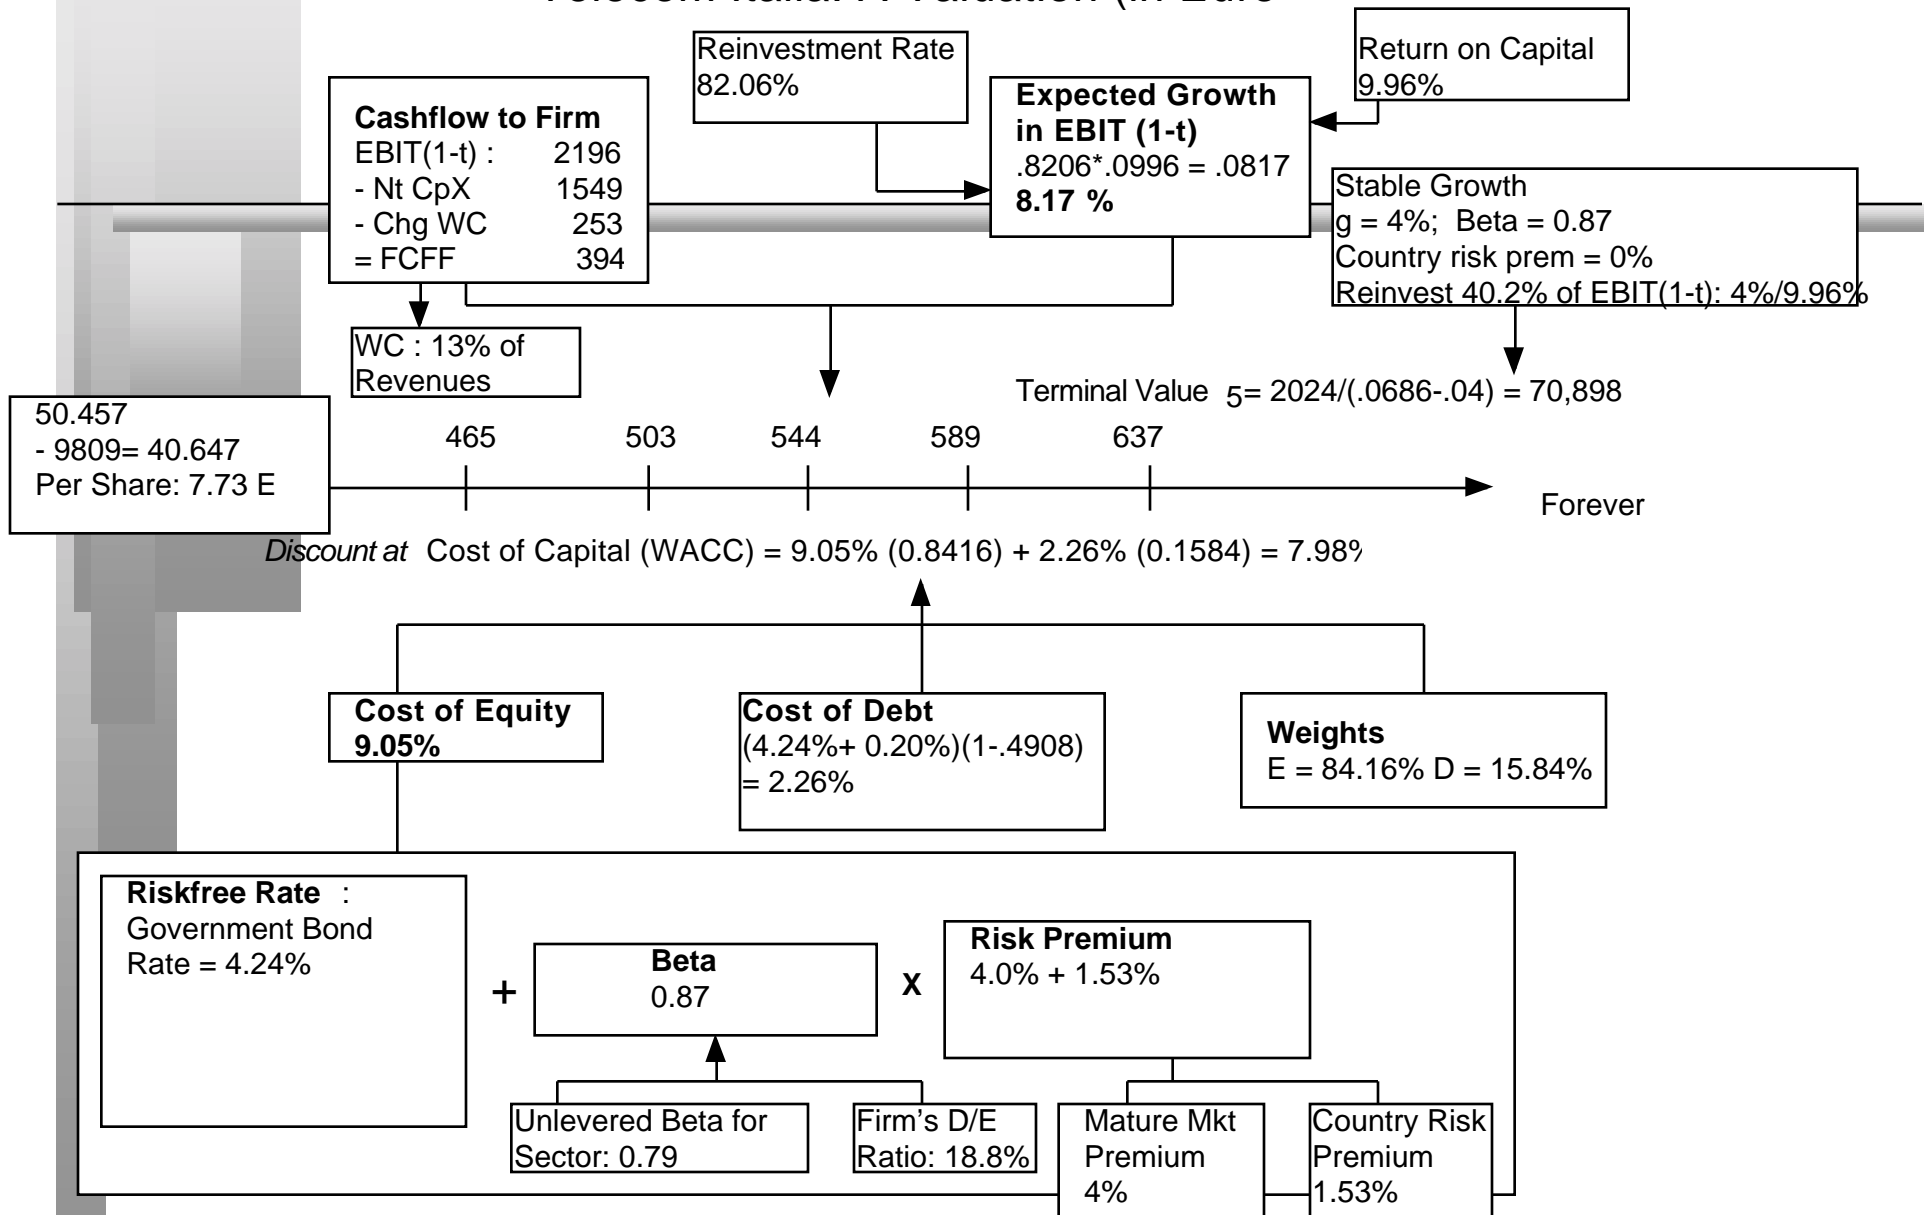 Reinvestment Rate
82.06%
Return on Capital
9.96%
Cashflow to Firm
EBIT(1-t) : 2196
- Nt CpX 1549
- Chg WC 253
= FCFF 394
Expected Growth
in EBIT (1-t)
.8206*.0996 = .0817
8.17 %
Stable Growth
g = 4%; Beta = 0.87
Country risk prem = 0%
Reinvest 40.2% of EBIT(1-t): 4%/9.96%
WC : 13% of
Revenues
Terminal Value 5= 2024/(.0686-.04) = 70,898
50.457
- 9809= 40.647
Per Share: 7.73 E
465 503 544 589 637
Forever
Discount at Cost of Capital (WACC) = 9.05% (0.8416) + 2.26% (0.1584) = 7.98%
Cost of Equity
9.05%
Cost of Debt
(4.24%+ 0.20%)(1-.4908)
= 2.26%
Weights
E = 84.16% D = 15.84%
Riskfree Rate :
Government Bond
Rate = 4.24%
+
Beta
0.87
X
Risk Premium
4.0% + 1.53%
Unlevered Beta for
Sector: 0.79
Firm's D/E
Ratio: 18.8%
Mature Mkt
Premium
4%
Country Risk
Premium
1.53%